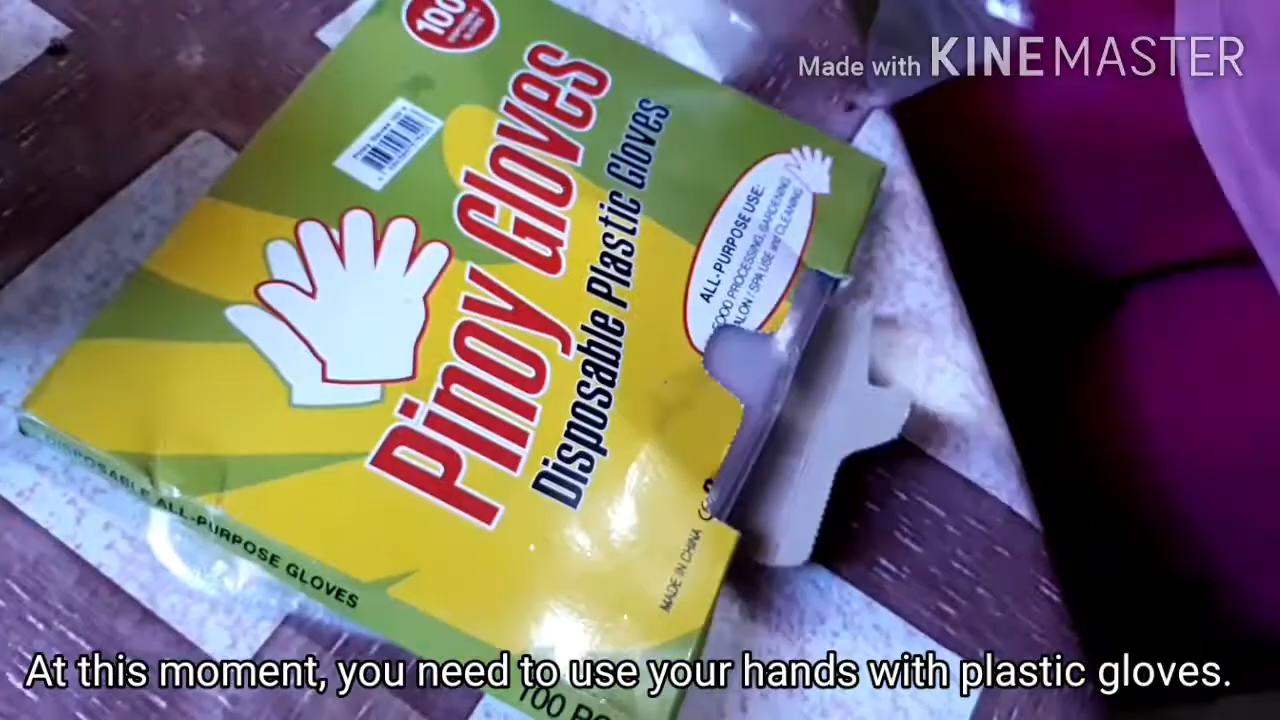 Made with KINEMASTER
100
Pinoy Gloves
Disposable Plastic Gloves
ALL-PURPOSE USE:
FOOD PROCESSING, GARDENING
SALON / SPA USE and CLEANING
MADE IN CHINA
DISPOSABLE ALL-PURPOSE GLOVES
100
At this moment, you need to use your hands with plastic gloves.